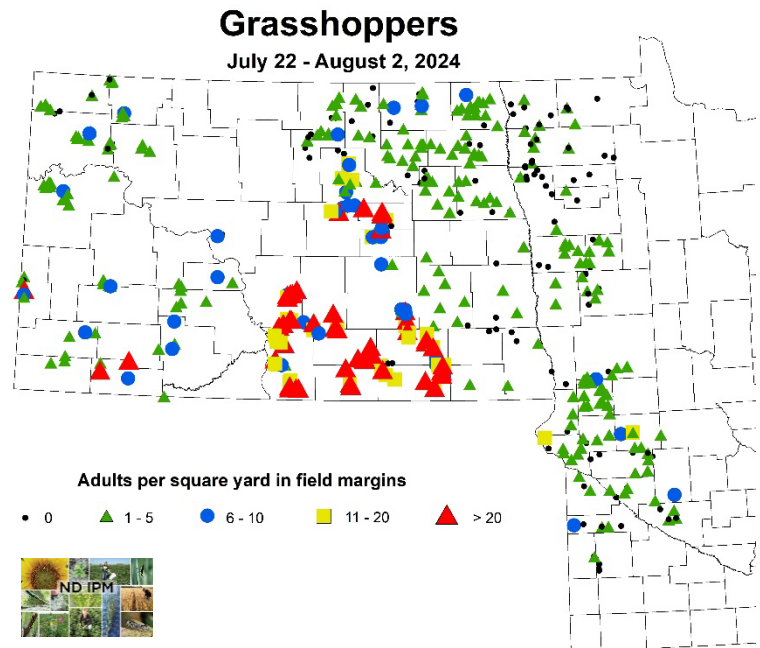 Grasshoppers
July 22 - August 2, 2024
Adults per square yard in field margins
0 1 - 5 6 - 10 11 - 20 > 20
ND IPM